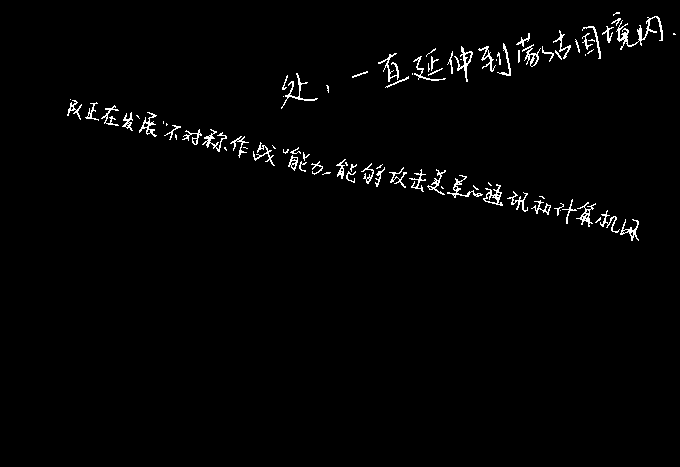 处，一直延伸到蒙古国境内.
队正在发展“不对称作战”能力，能够攻击美军的通讯和计算机网